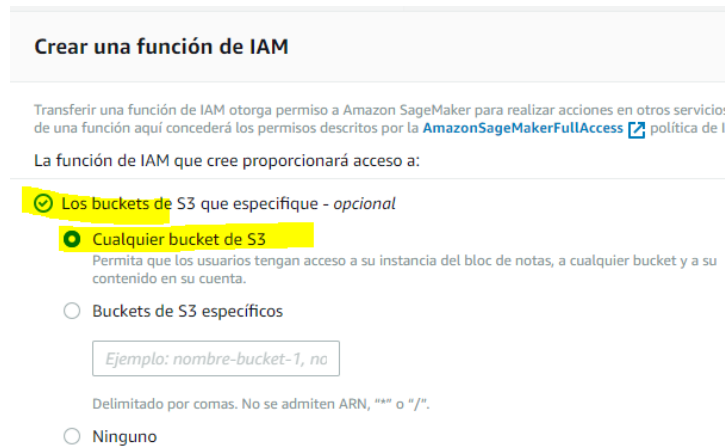 Crear una función de IAM
Transferir una función de IAM otorga permiso a Amazon SageMaker para realizar acciones en otros servicios
de una función aquí concederá los permisos descritos por la AmazonSageMakerFullAccess política de I
La función de IAM que cree proporcionará acceso a:
Los buckets de S3 que especifique - opcional
Cualquier bucket de S3
Permita que los usuarios tengan acceso a su instancia del bloc de notas, a cualquier bucket y a su
contenido en su cuenta.
Buckets de S3 específicos
Ejemplo: nombre-bucket-1, no
Delimitado por comas. No se admiten ARN, "*" o "/".
Ninguno